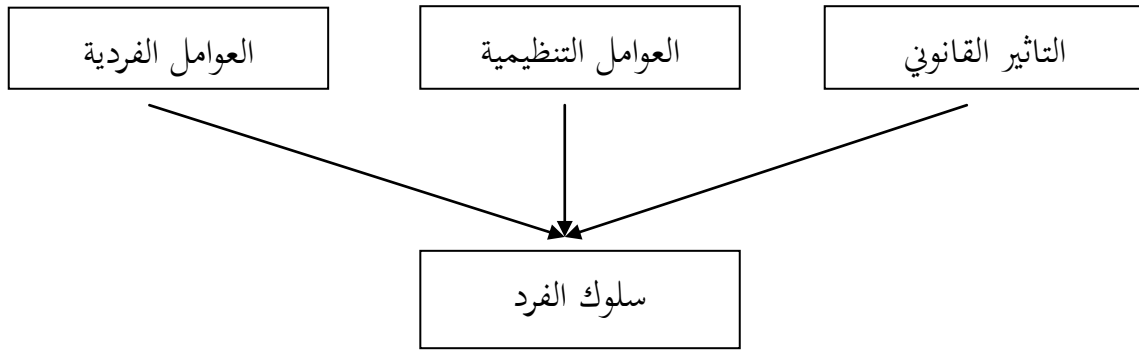 التاثير القانوني
العوامل التنظيمية
العوامل الفردية
سلوك الفرد